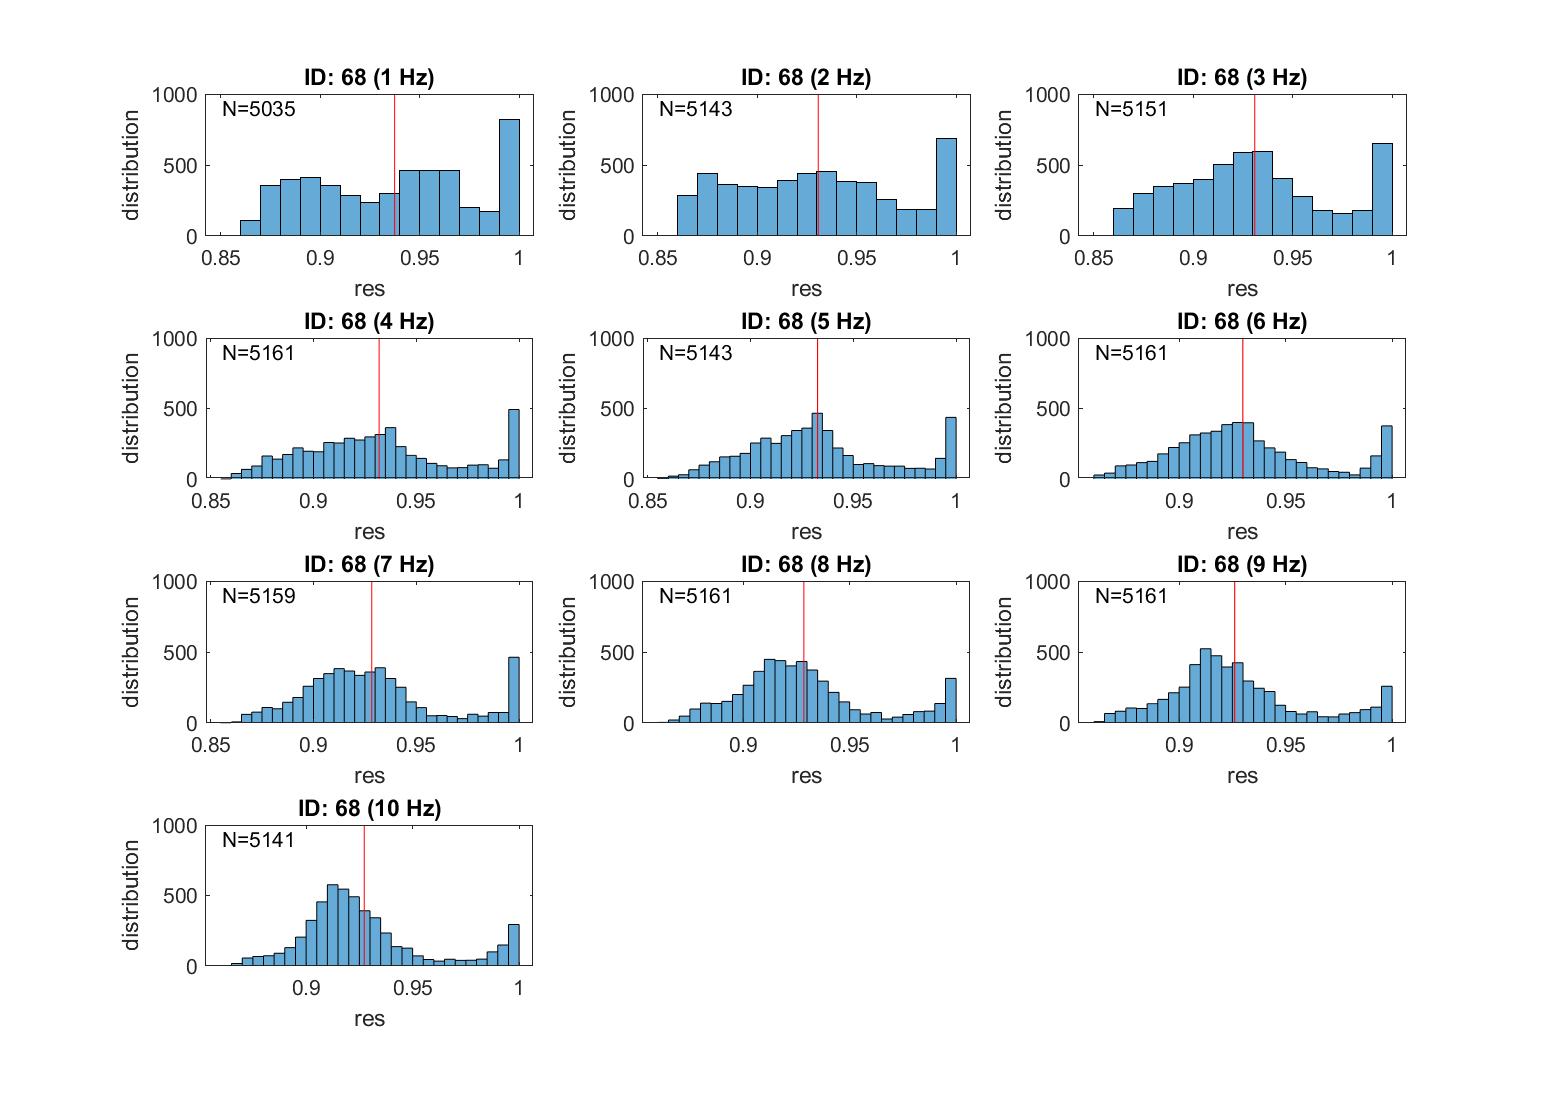 ID: 68 (1 Hz)
N=5035
distribution
1000
500
0
0.85 0.9 0.95 1
res
ID: 68 (2 Hz)
N=5143
distribution
1000
500
0
0.85 0.9 0.95 1
res
ID: 68 (3 Hz)
N=5151
distribution
1000
500
0
0.85 0.9 0.95 1
res
ID: 68 (4 Hz)
N=5161
distribution
1000
500
0
0.85 0.9 0.95 1
res
ID: 68 (5 Hz)
N=5143
distribution
1000
500
0
0.85 0.9 0.95 1
res
ID: 68 (6 Hz)
N=5161
distribution
1000
500
0
0.9 0.95 1
res
ID: 68 (7 Hz)
N=5159
distribution
1000
500
0
0.85 0.9 0.95 1
res
ID: 68 (8 Hz)
N=5161
distribution
1000
500
0
0.9 0.95 1
res
ID: 68 (9 Hz)
N=5161
distribution
1000
500
0
0.9 0.95 1
res
ID: 68 (10 Hz)
N=5141
distribution
1000
500
0
0.9 0.95 1
res